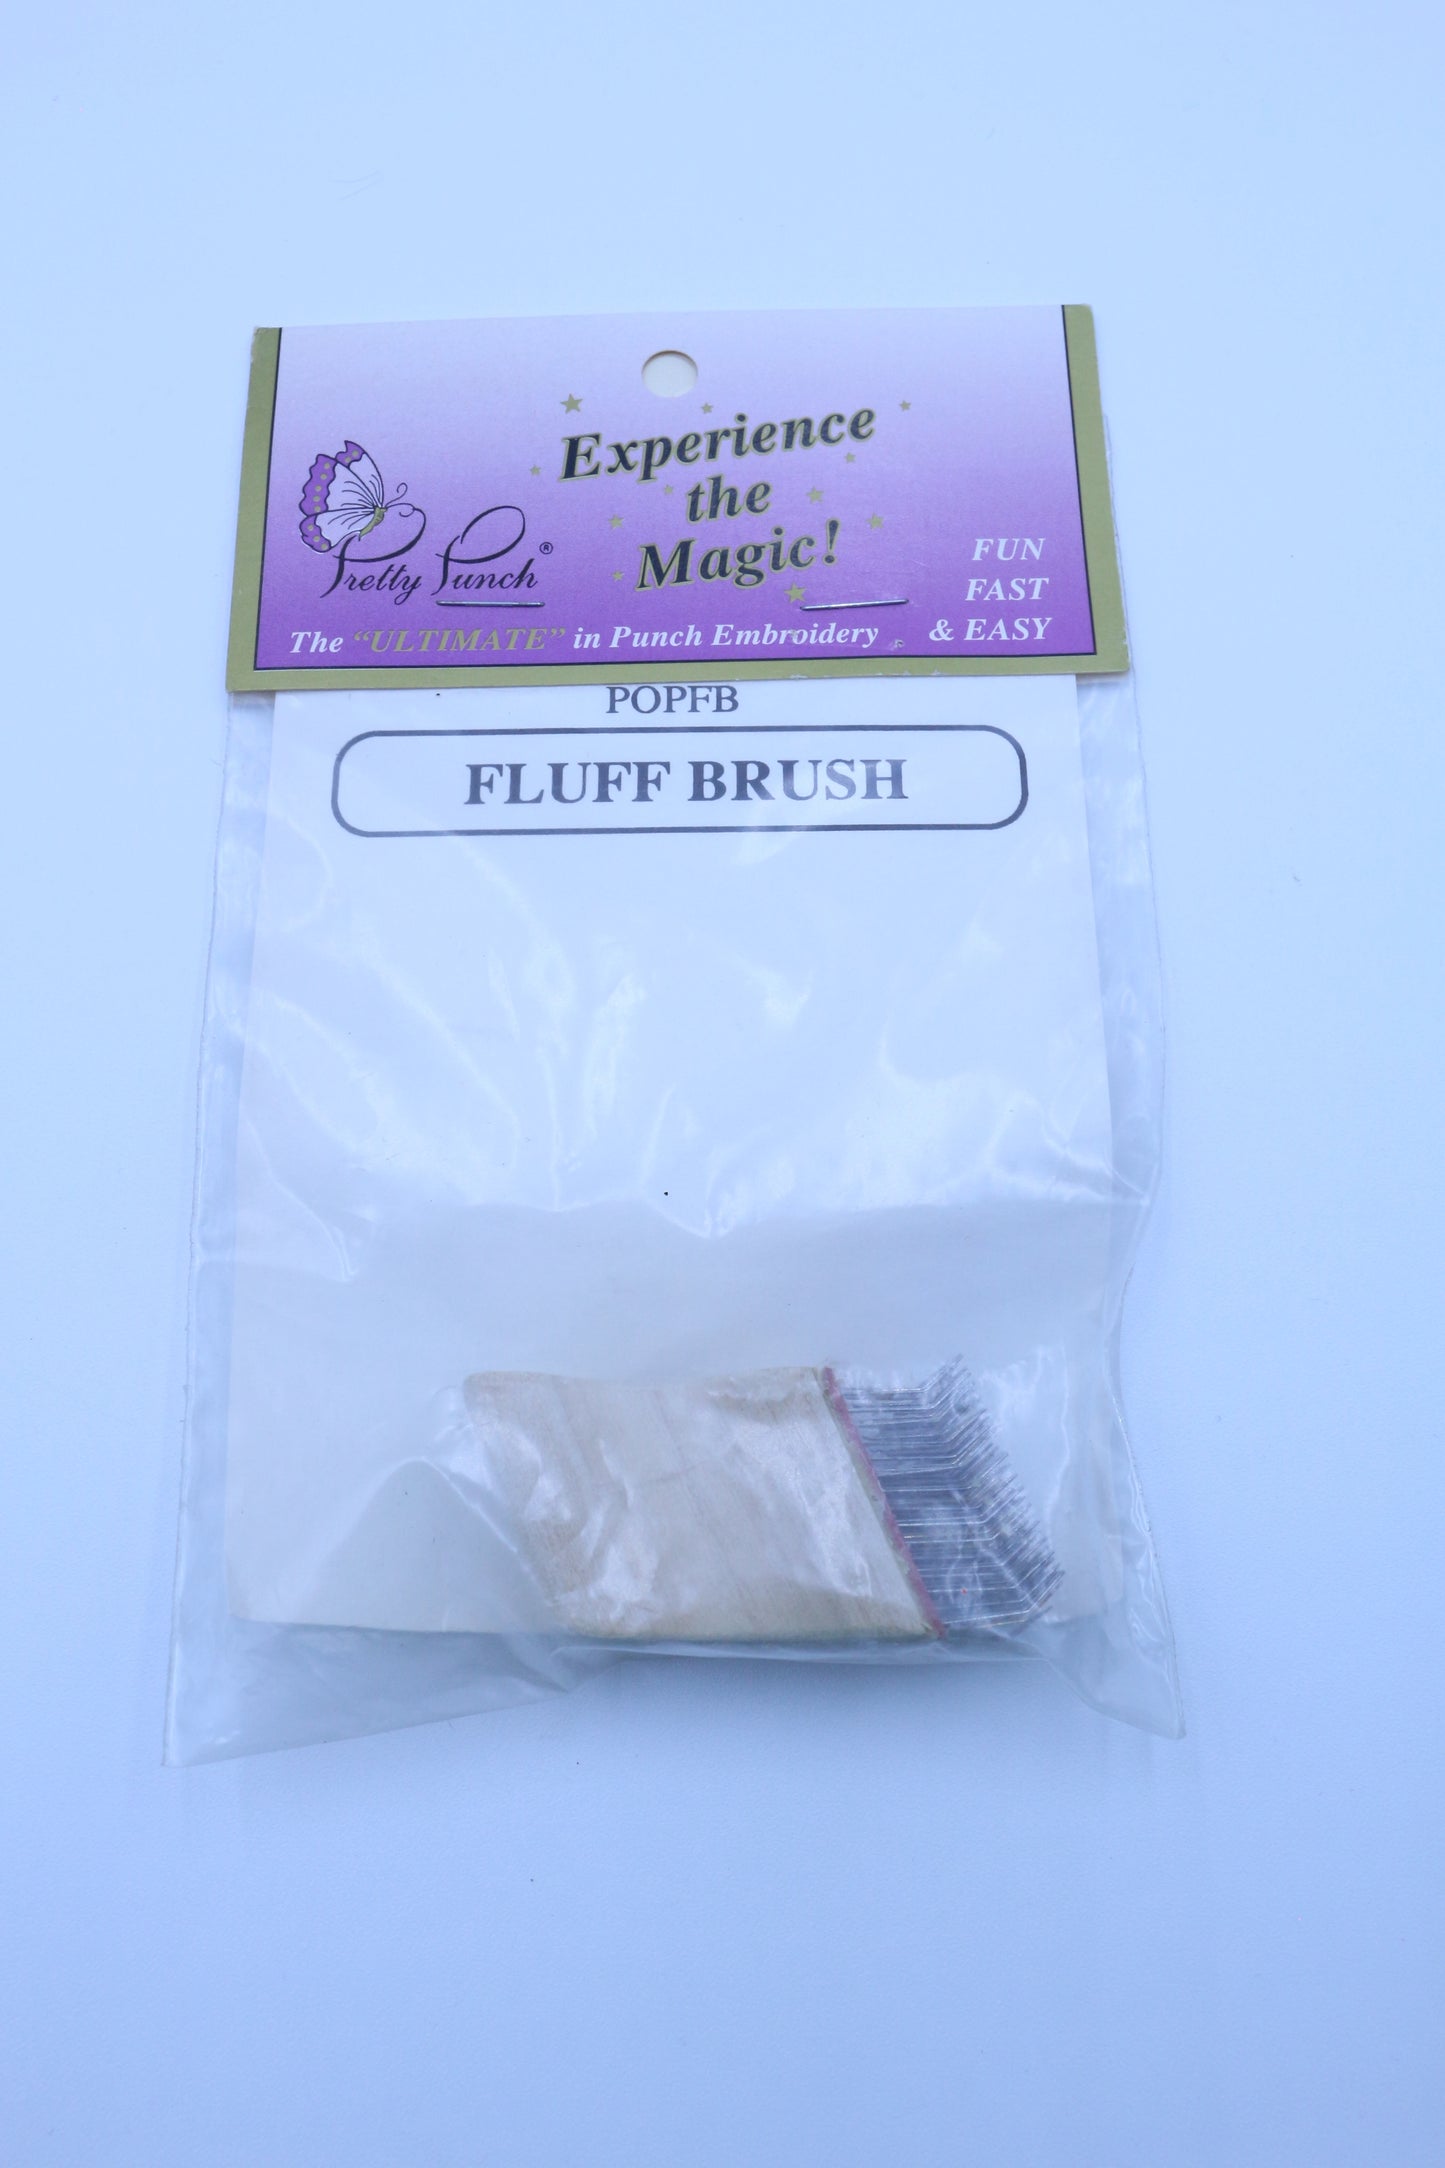 Experience
the
Magic!
Pretty Punch®
FUN
FAST
& EASY
The “ULTIMATE” in Punch Embroidery
POPFB
FLUFF BRUSH